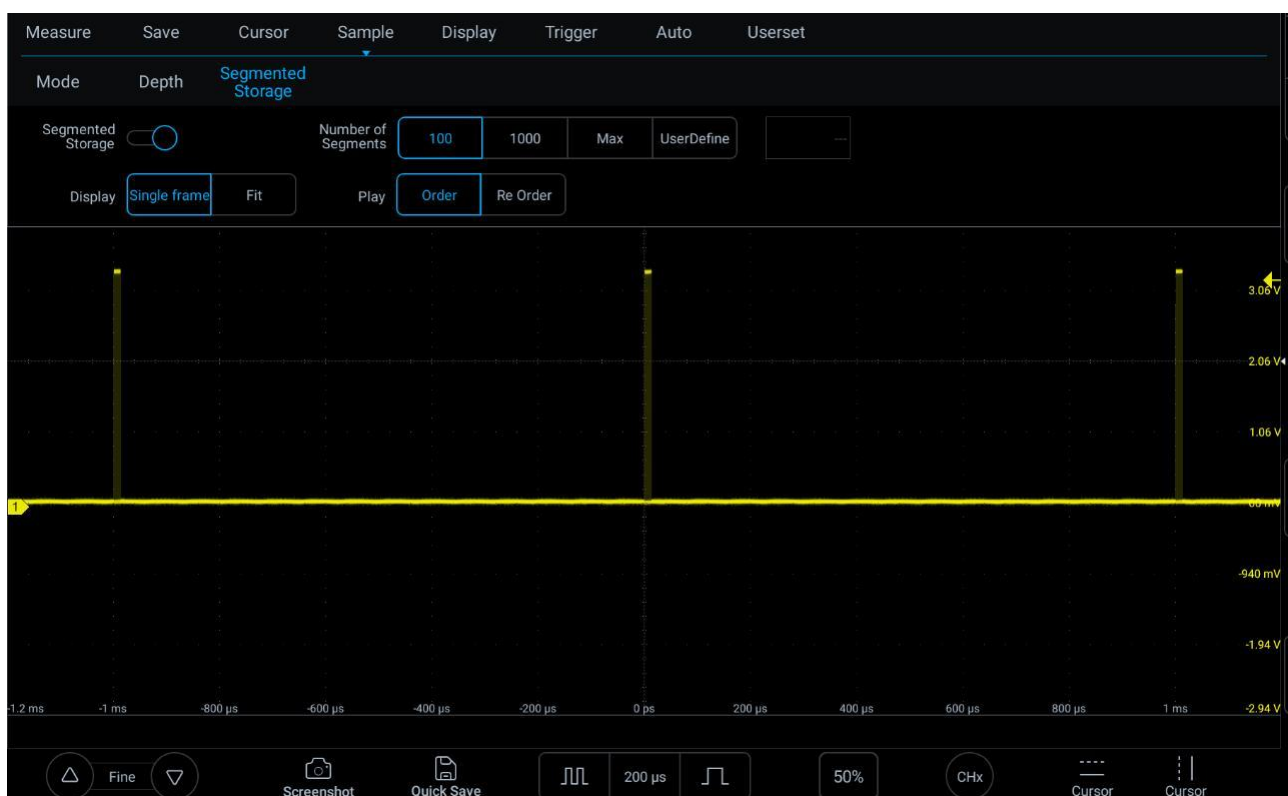 Measure Save Cursor Sample Display Trigger Auto Userset
Mode Depth Segmented Storage
Segmented Storage
Number of Segments 100 1000 Max UserDefine ---
Display Single frame Fit Play Order Re Order
3.06 V
2.06 V
1.06 V
1
60 mV
-940 mV
-1.94 V
-1.2 ms -1 ms -800 µs -600 µs -400 µs -200 µs 0 ps 200 µs 400 µs 600 µs 800 µs 1 ms -2.94 V
Fine Screenshot Quick Save 200 µs 50% CHx Cursor Cursor